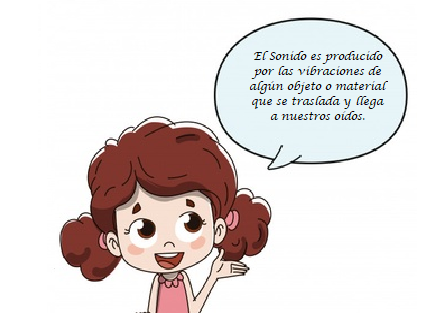 El Sonido es producido
por las vibraciones de
algún objeto o material
que se traslada y llega
a nuestros oídos.